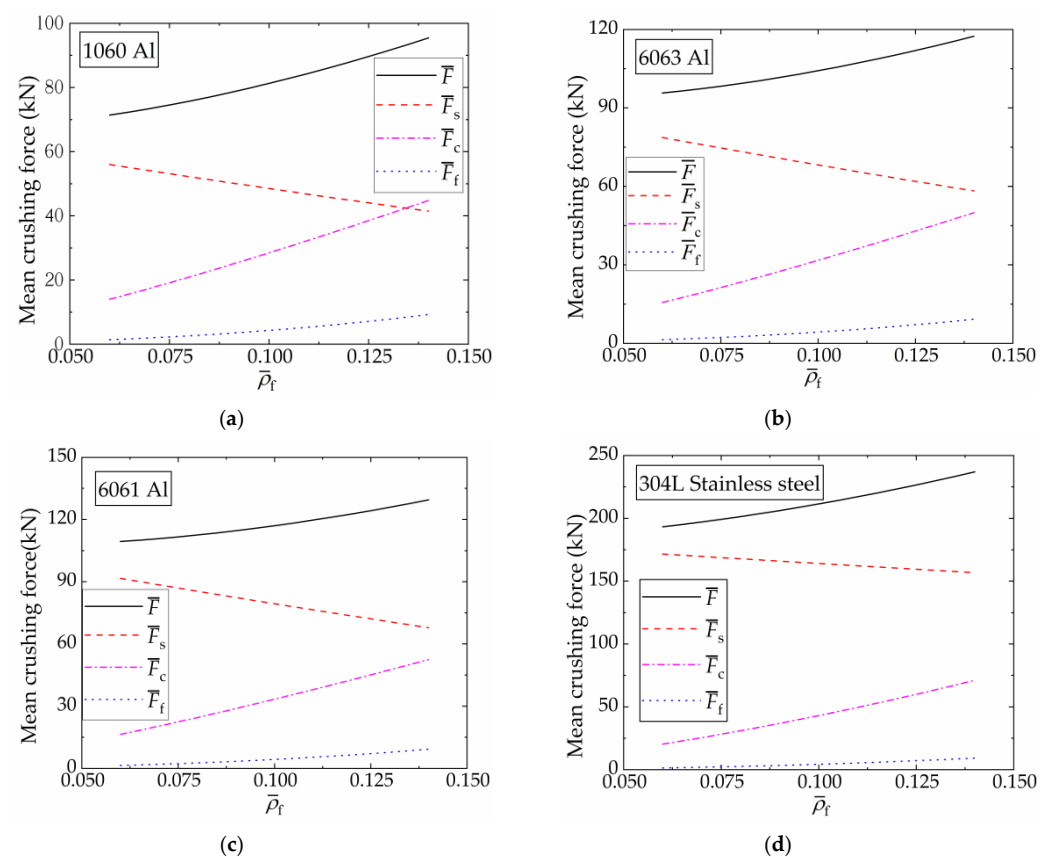 100
80
60
40
20
0
0.050 0.075 0.100 0.125 0.150
Mean crushing force (kN)
1060 Al
F̅
F̅s
F̅c
F̅f
ρ̅f
(a)
120
90
60
30
0
0.050 0.075 0.100 0.125 0.150
Mean crushing force (kN)
6063 Al
F̅
F̅s
F̅c
F̅f
ρ̅f
(b)
150
120
90
60
30
0
0.050 0.075 0.100 0.125 0.150
Mean crushing force(kN)
6061 Al
F̅
F̅s
F̅c
F̅f
ρ̅f
(c)
250
200
150
100
50
0
0.050 0.075 0.100 0.125 0.150
Mean crushing force (kN)
304L Stainless steel
F̅
F̅s
F̅c
F̅f
ρ̅f
(d)